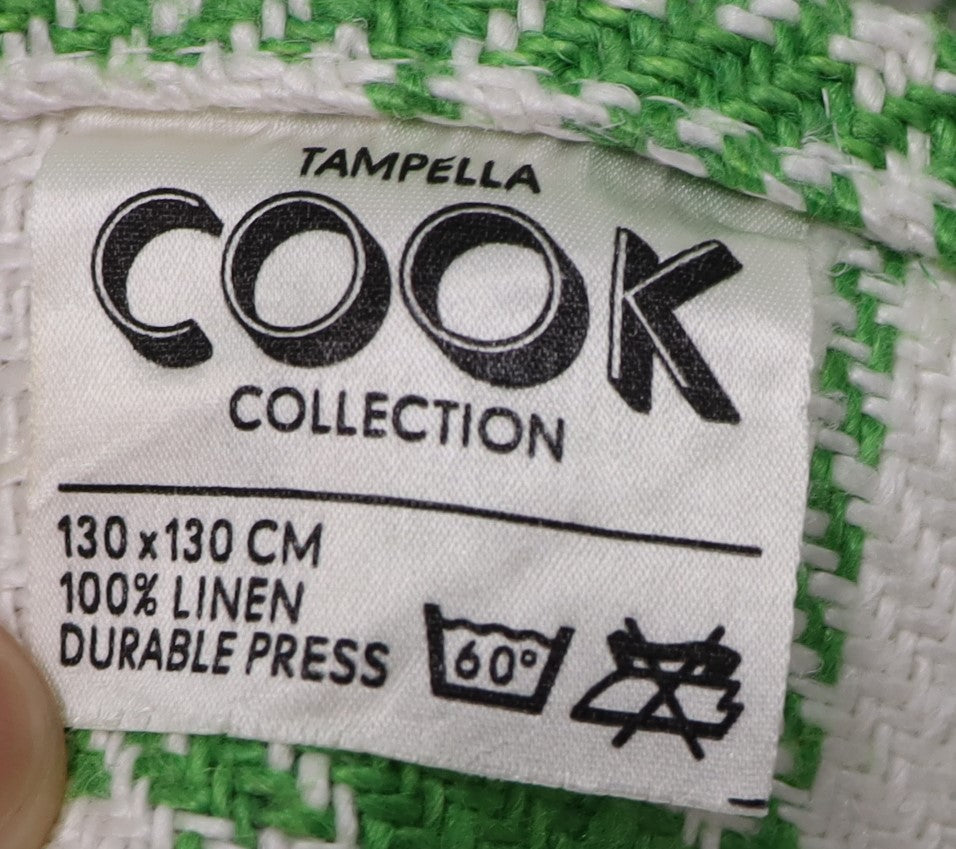 TAMPELLA
COOK
COLLECTION
130 x 130 CM
100% LINEN
DURABLE PRESS
60°